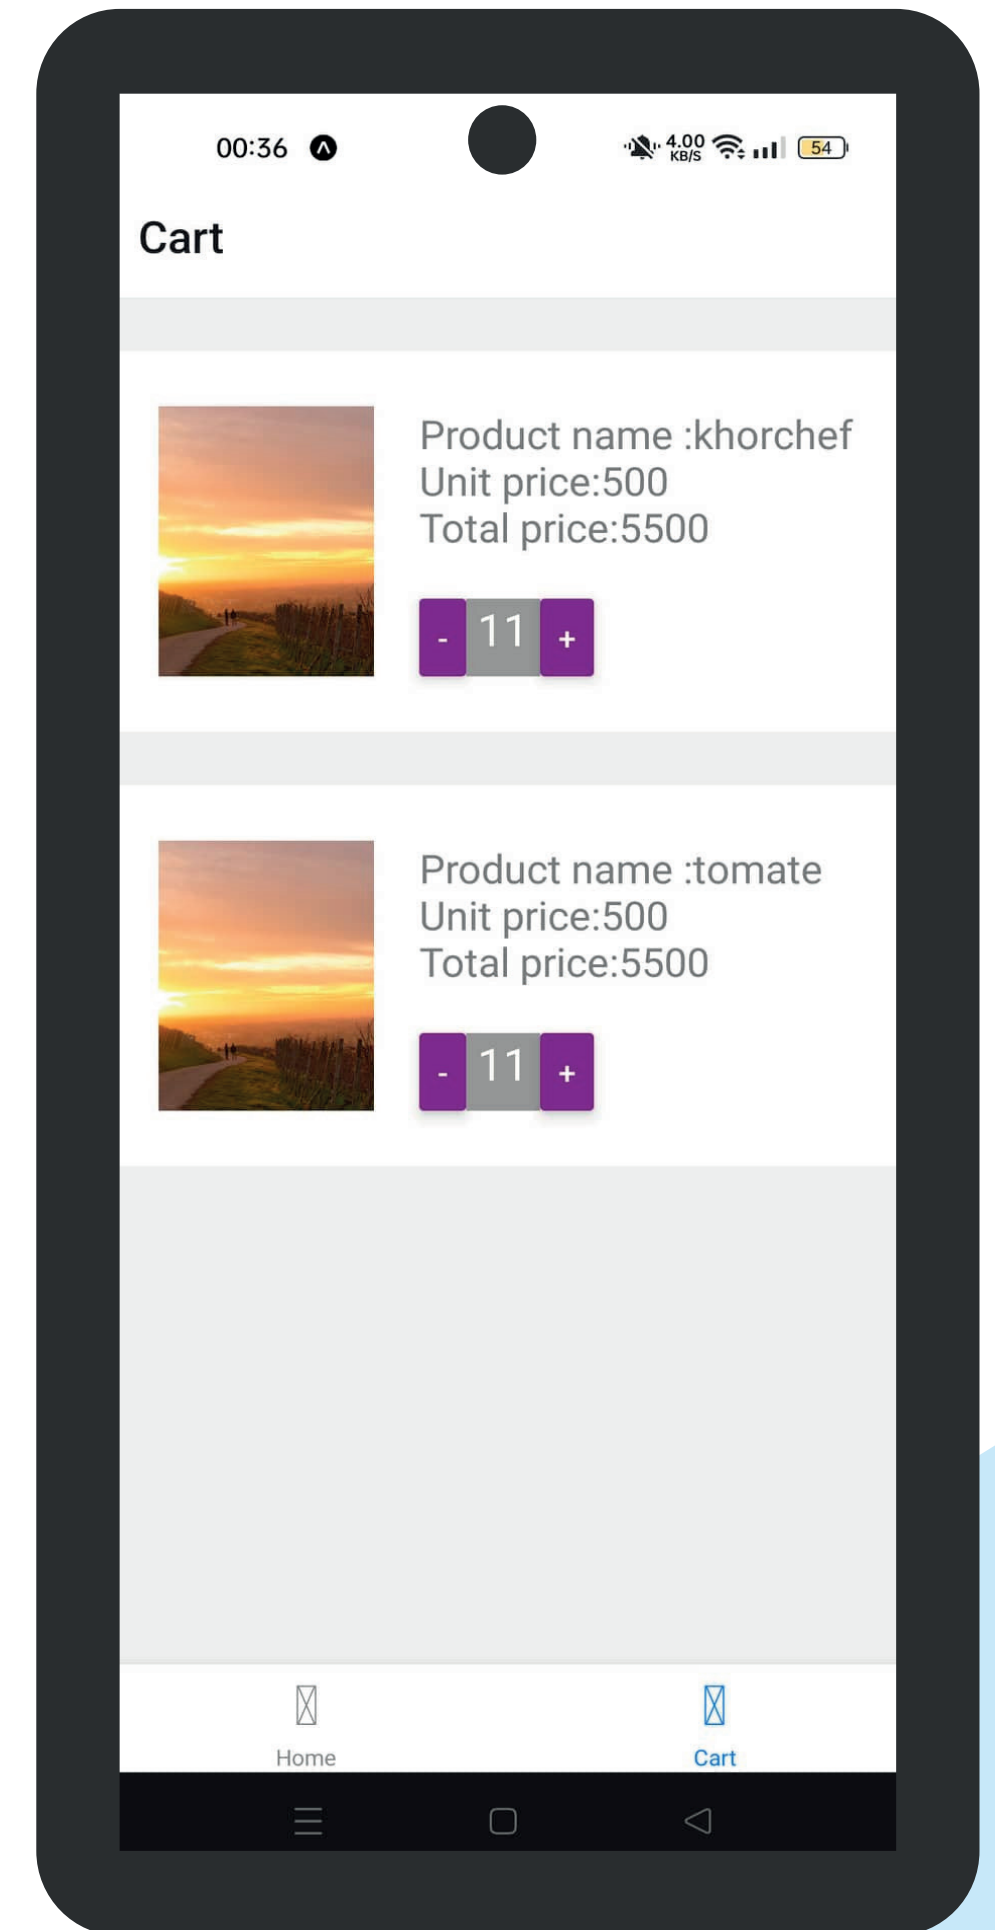 00:36
4.00
KB/S
54
Cart
Product name :khorchef
Unit price:500
Total price:5500
- 11 +
Product name :tomate
Unit price:500
Total price:5500
- 11 +
Home
Cart